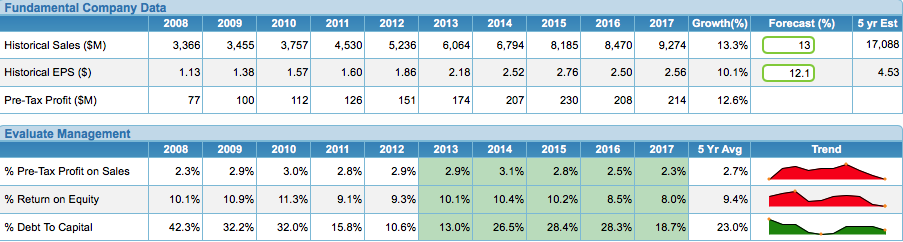 Fundamental Company Data
2008 2009 2010 2011 2012 2013 2014 2015 2016 2017 Growth(%) Forecast (%) 5 yr Est
Historical Sales ($M) 3,366 3,455 3,757 4,530 5,236 6,064 6,794 8,185 8,470 9,274 13.3% 13 17,088
Historical EPS ($) 1.13 1.38 1.57 1.60 1.86 2.18 2.52 2.76 2.50 2.56 10.1% 12.1 4.53
Pre-Tax Profit ($M) 77 100 112 126 151 174 207 230 208 214 12.6%
Evaluate Management
2008 2009 2010 2011 2012 2013 2014 2015 2016 2017 5 Yr Avg Trend
% Pre-Tax Profit on Sales 2.3% 2.9% 3.0% 2.8% 2.9% 2.9% 3.1% 2.8% 2.5% 2.3% 2.7%
% Return on Equity 10.1% 10.9% 11.3% 9.1% 9.3% 10.1% 10.4% 10.2% 8.5% 8.0% 9.4%
% Debt To Capital 42.3% 32.2% 32.0% 15.8% 10.6% 13.0% 26.5% 28.4% 28.3% 18.7% 23.0%